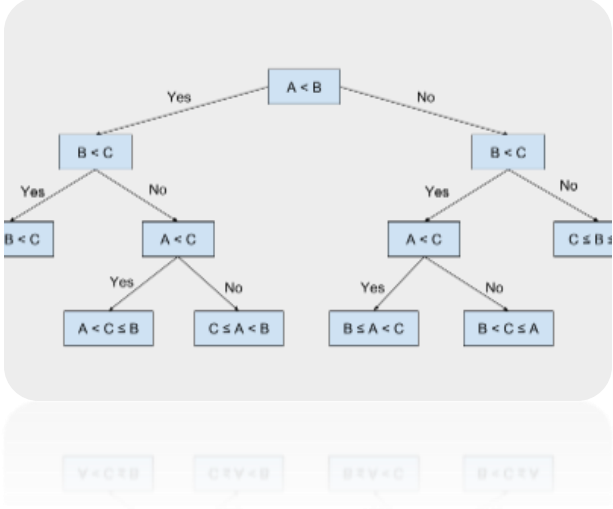 A < B
Yes
No
B < C
B < C
Yes
No
Yes
No
B < C
A < C
A < C
C ≤ B ≤
Yes
No
Yes
No
A < C ≤ B
C ≤ A < B
B ≤ A < C
B < C ≤ A